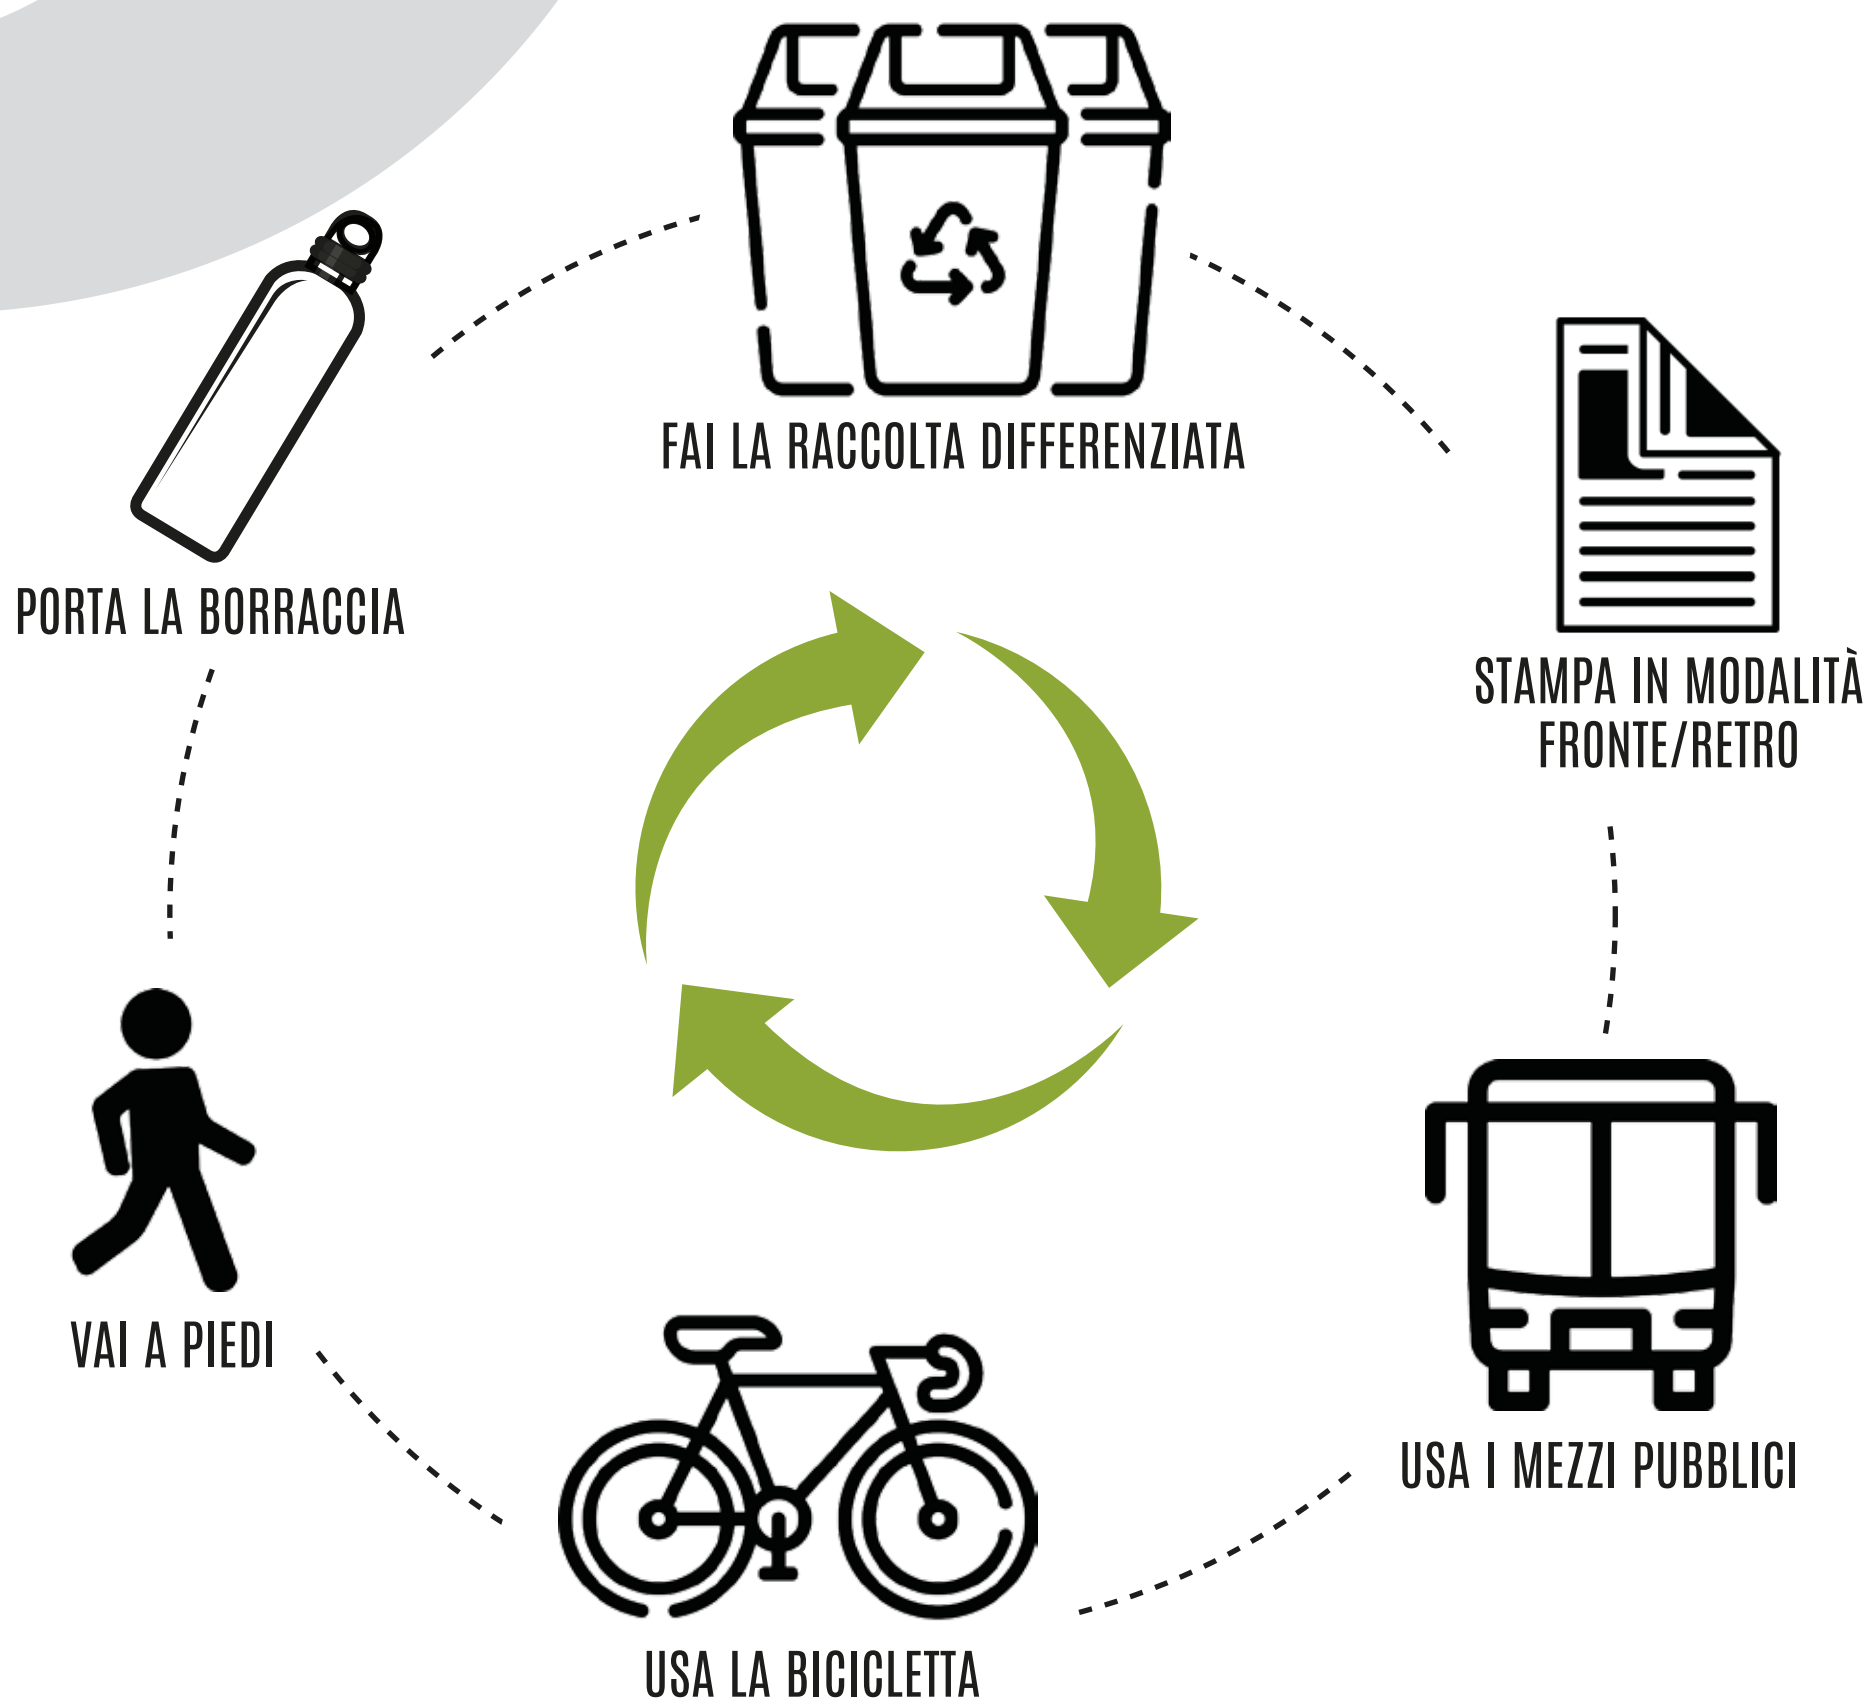 FAI LA RACCOLTA DIFFERENZIATA
PORTA LA BORRACCIA
STAMPA IN MODALITÀ
FRONTE/RETRO
VAI A PIEDI
USA I MEZZI PUBBLICI
USA LA BICICLETTA